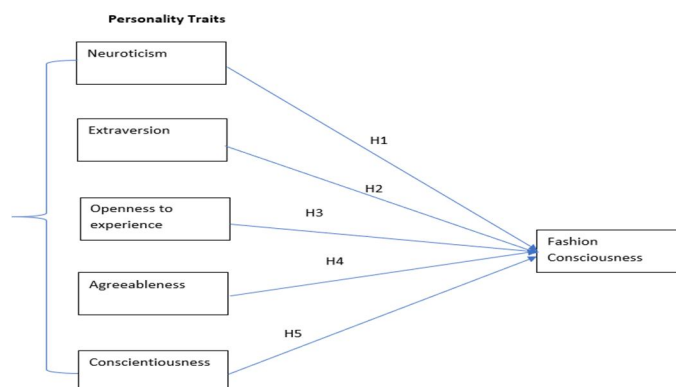 Personality Traits
Neuroticism
Extraversion
H1
H2
Openness to
experience
H3
Fashion
Consciousness
H4
Agreeableness
H5
Conscientiousness